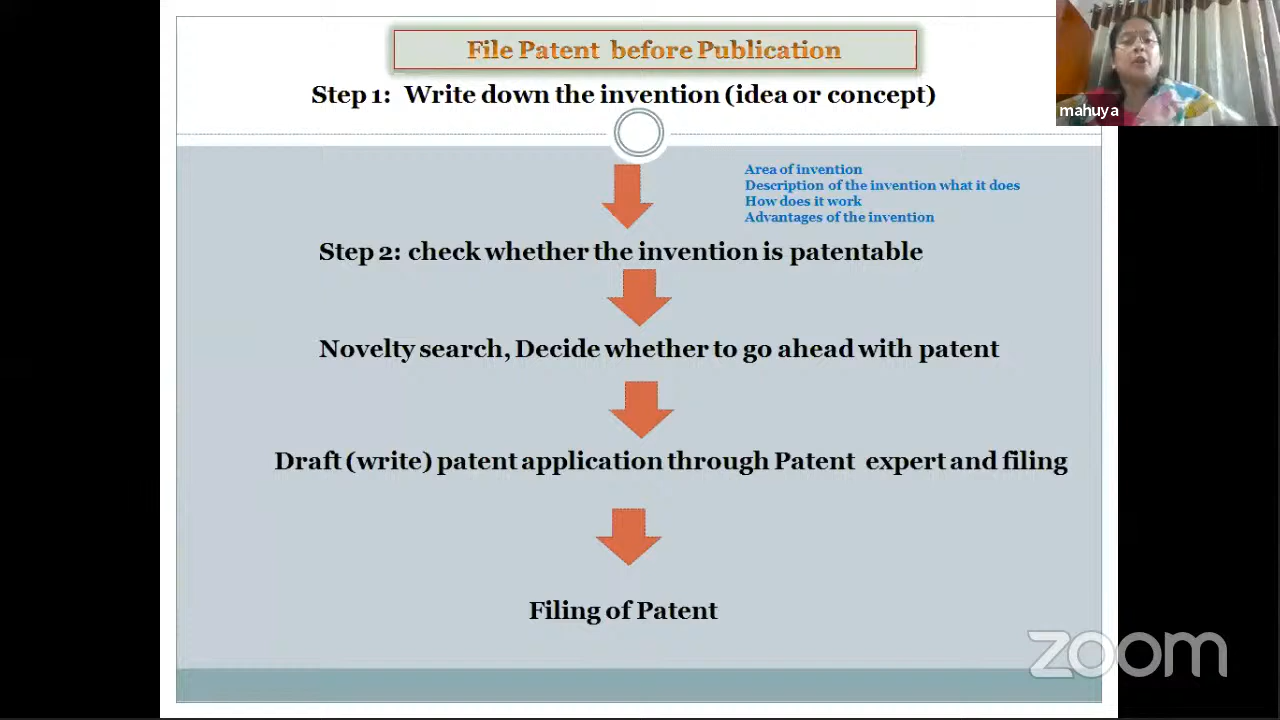 File Patent before Publication
mahuya
Step 1: Write down the invention (idea or concept)
Area of invention
Description of the invention what it does
How does it work
Advantages of the invention
Step 2: check whether the invention is patentable
Novelty search, Decide whether to go ahead with patent
Draft (write) patent application through Patent expert and filing
Filing of Patent
zoom